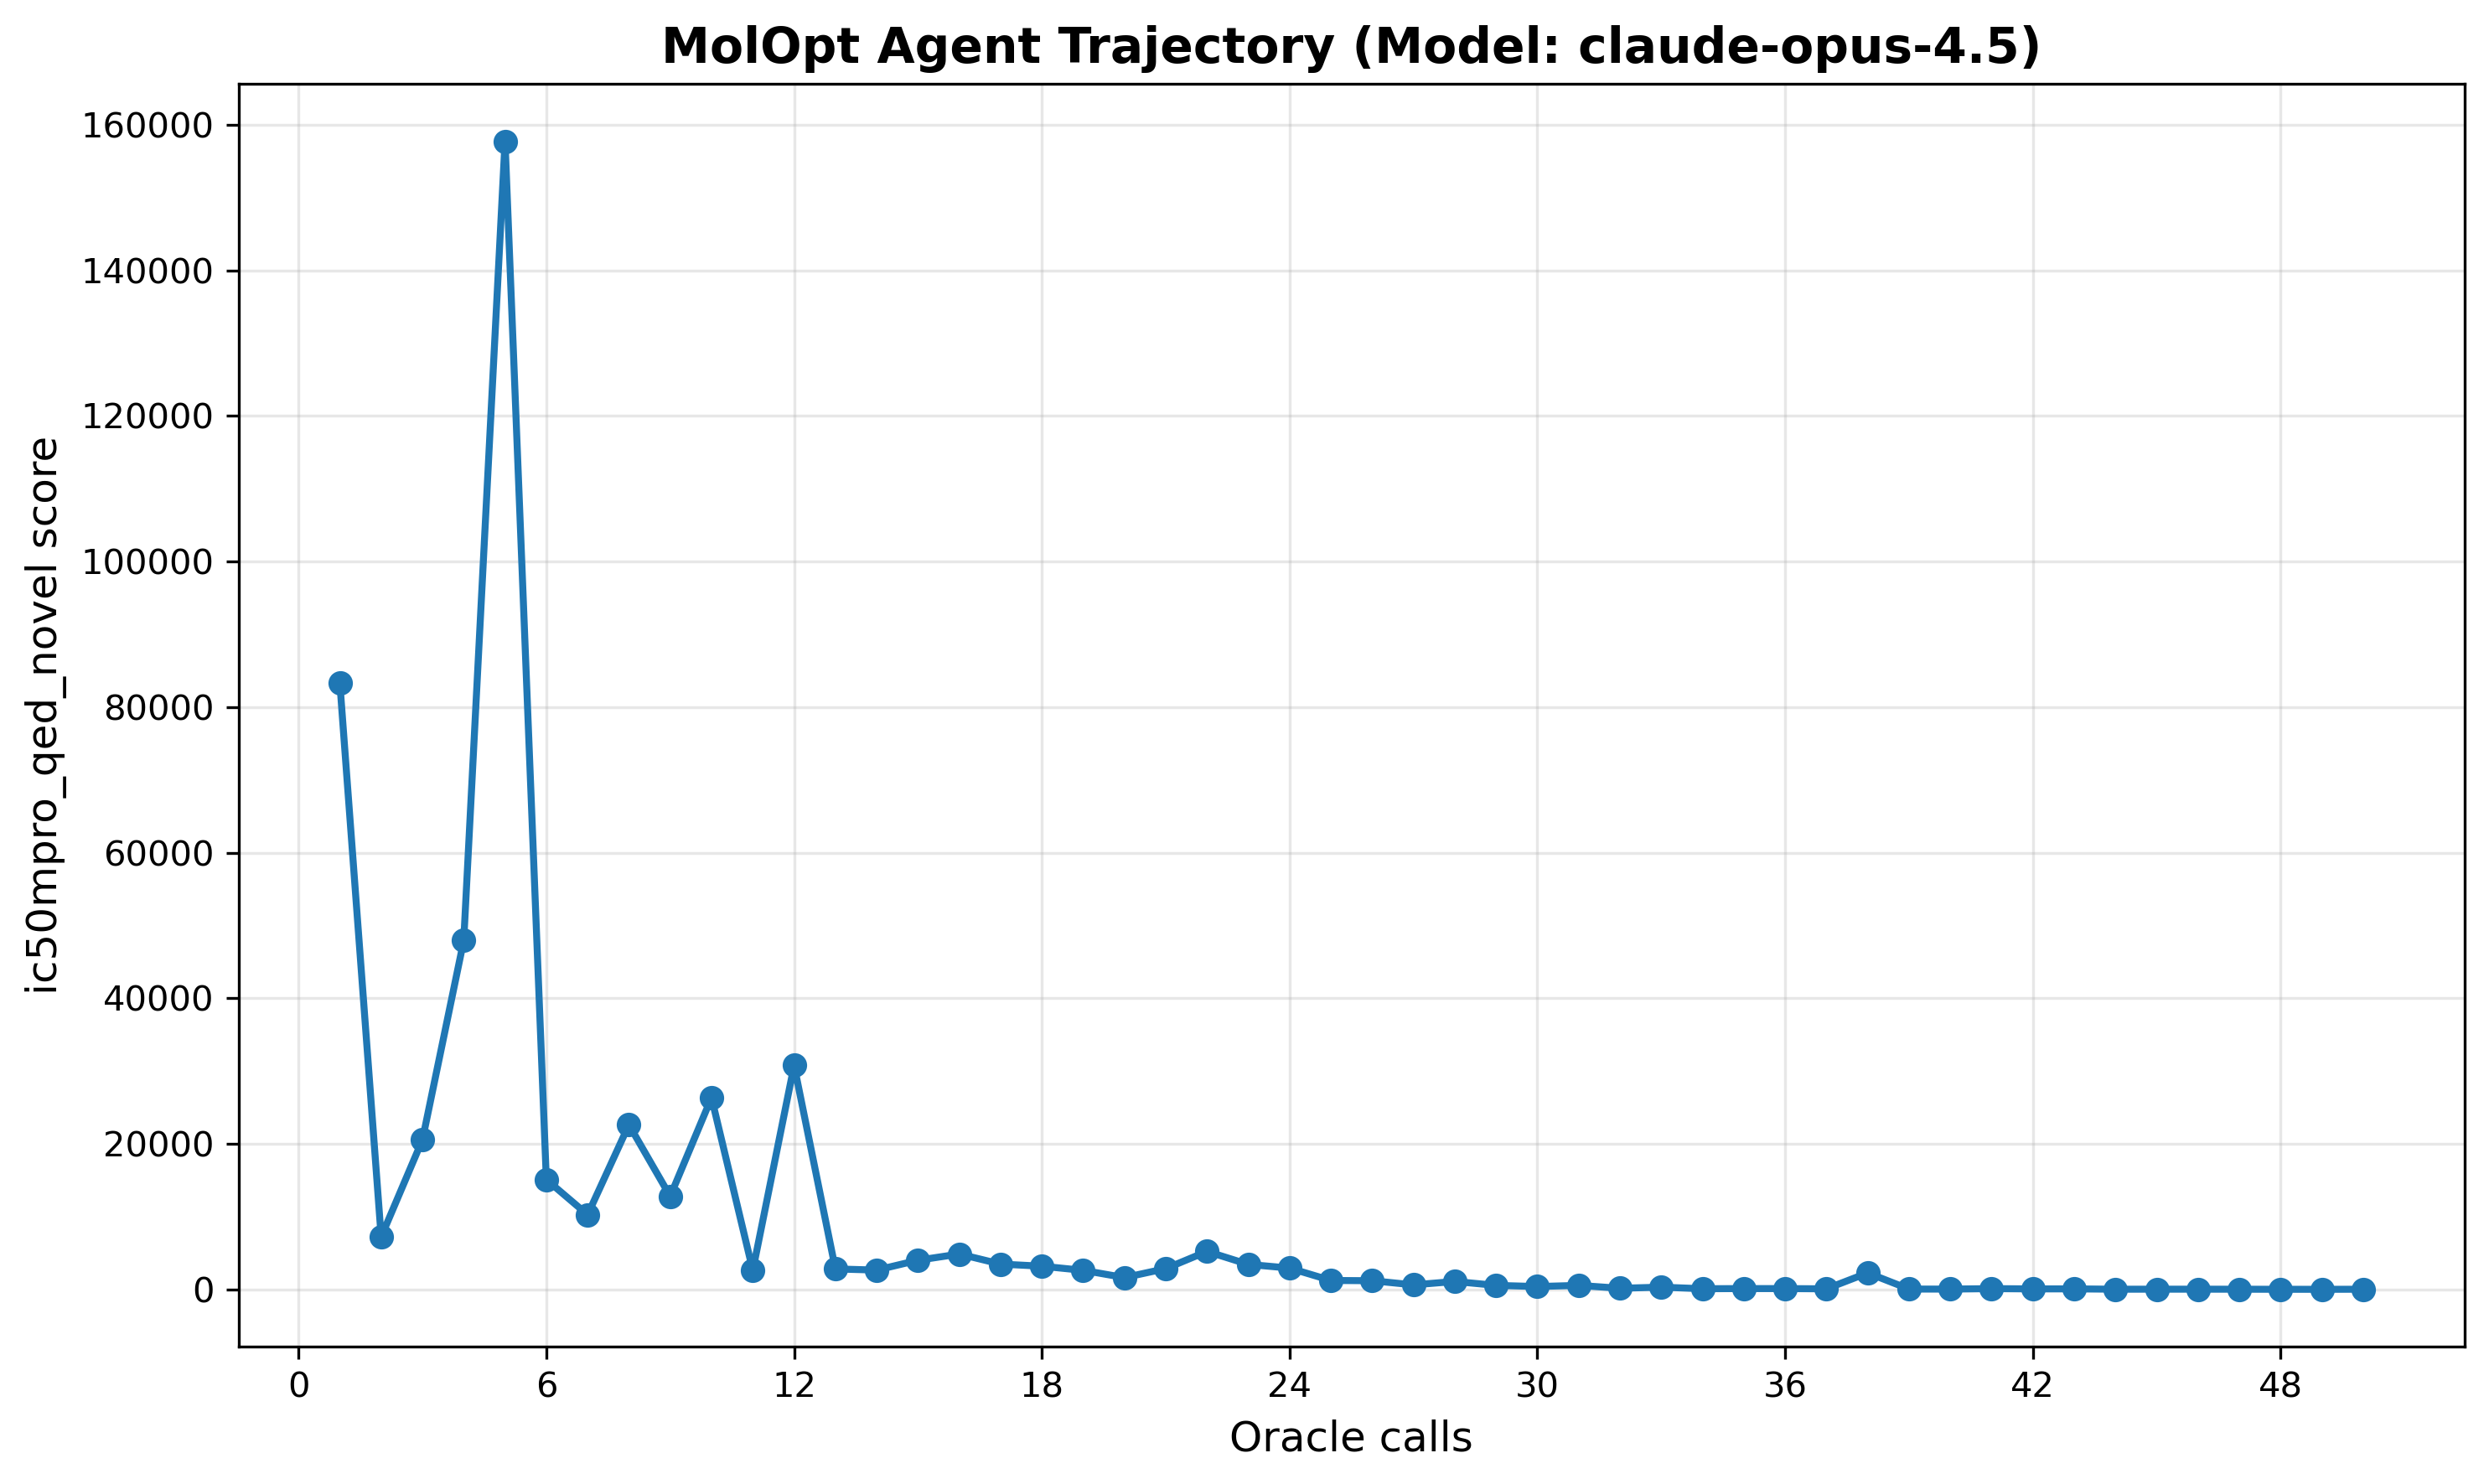 MolOpt Agent Trajectory (Model: claude-opus-4.5)
ic50mpro_qed_novel score
160000
140000
120000
100000
80000
60000
40000
20000
0
0 6 12 18 24 30 36 42 48
Oracle calls